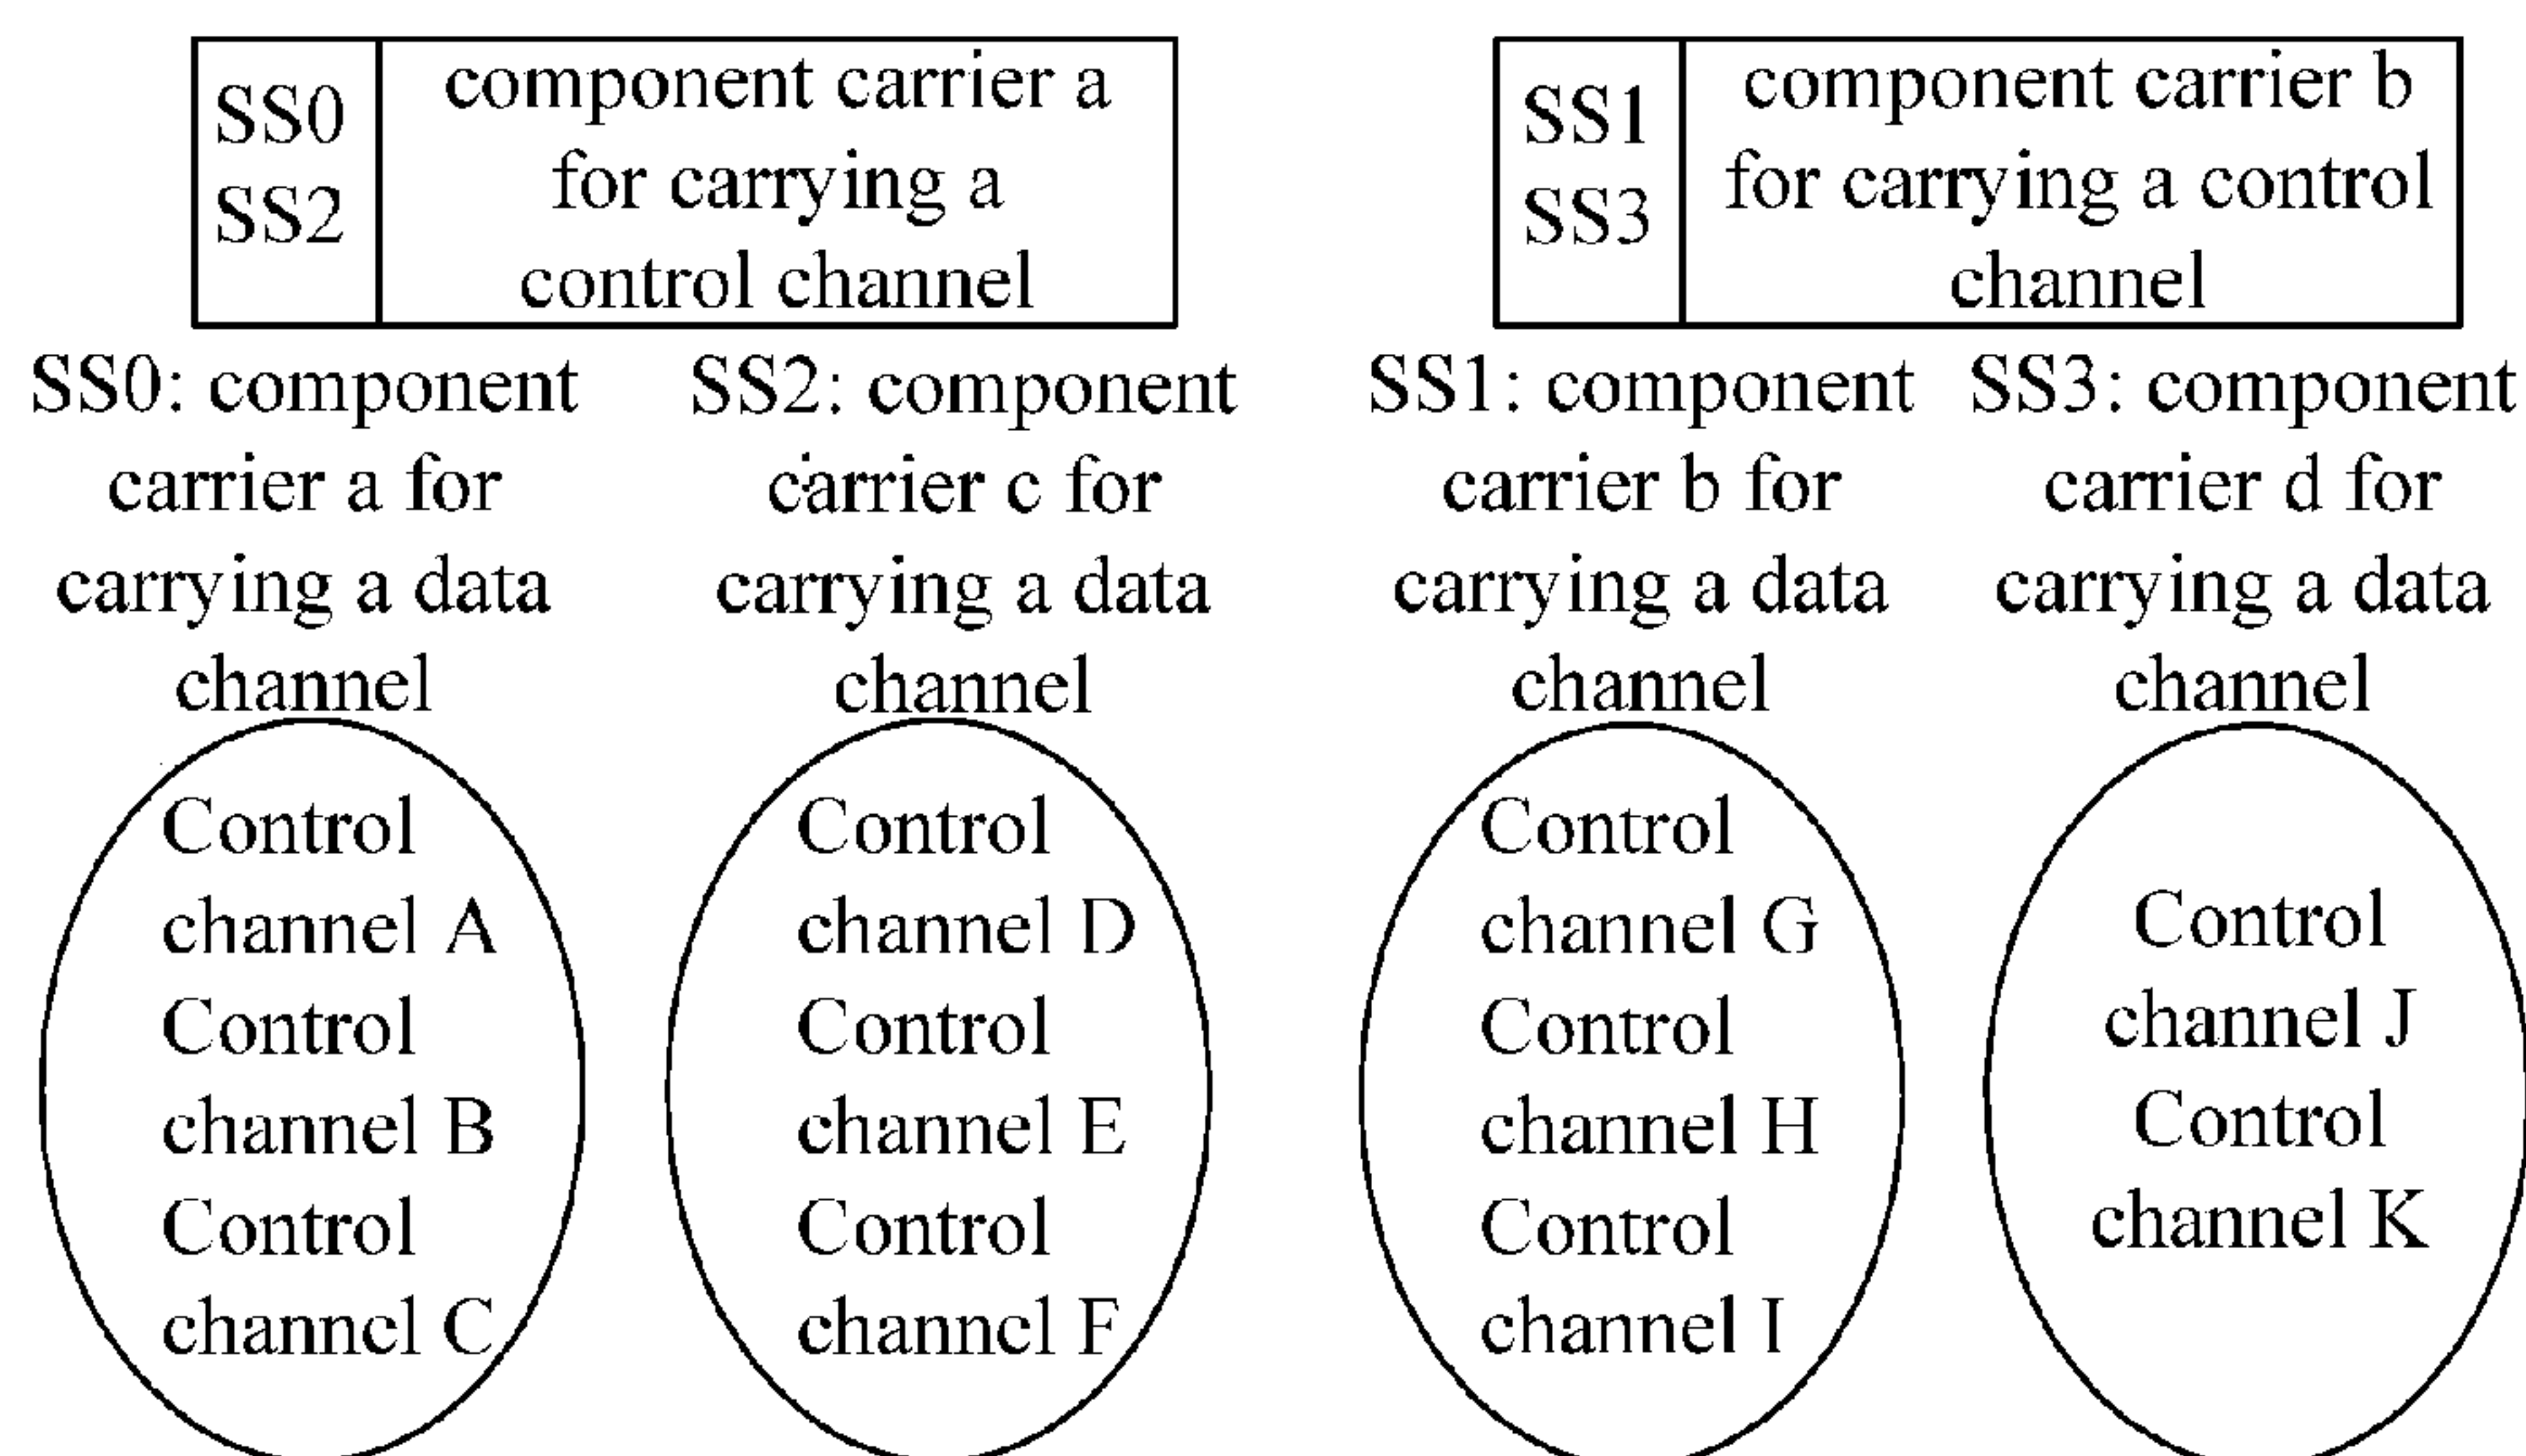 SS0
SS2
component carrier a
for carrying a
control channel
SS1
SS3
component carrier b
for carrying a control
channel
SS0: component
carrier a for
carrying a data
channel
SS2: component
carrier c for
carrying a data
channel
SS1: component
carrier b for
carrying a data
channel
SS3: component
carrier d for
carrying a data
channel
Control
channel A
Control
channel B
Control
channel C
Control
channel D
Control
channel E
Control
channel F
Control
channel G
Control
channel H
Control
channel I
Control
channel J
Control
channel K